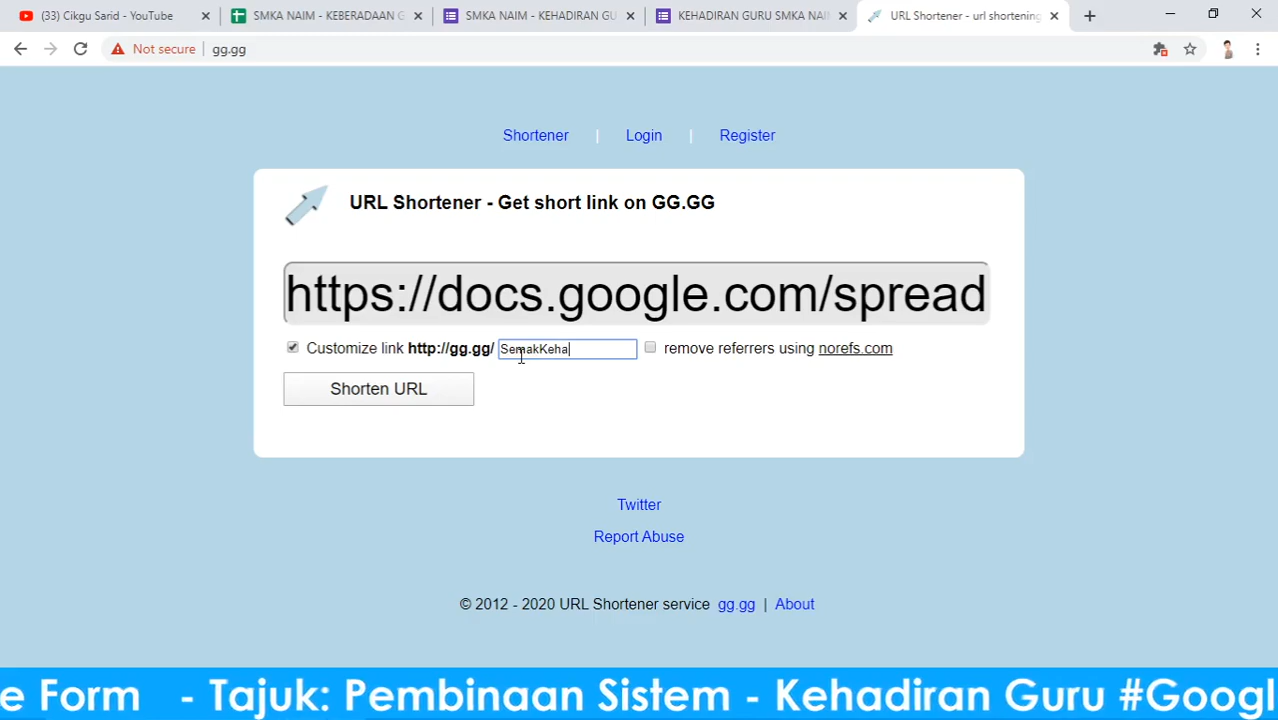 (33) Cikgu Sarid - YouTube
SMKA NAIM - KEBERADAAN G
SMKA NAIM - KEHADIRAN GU
KEHADIRAN GURU SMKA NAI
URL Shortener - url shortening
Not secure
gg.gg
Shortener | Login | Register
URL Shortener - Get short link on GG.GG
https://docs.google.com/spread
Customize link http://gg.gg/ SemakKeha remove referrers using norefs.com
Shorten URL
Twitter
Report Abuse
© 2012 - 2020 URL Shortener service gg.gg | About
e Form - Tajuk: Pembinaan Sistem - Kehadiran Guru #Googl